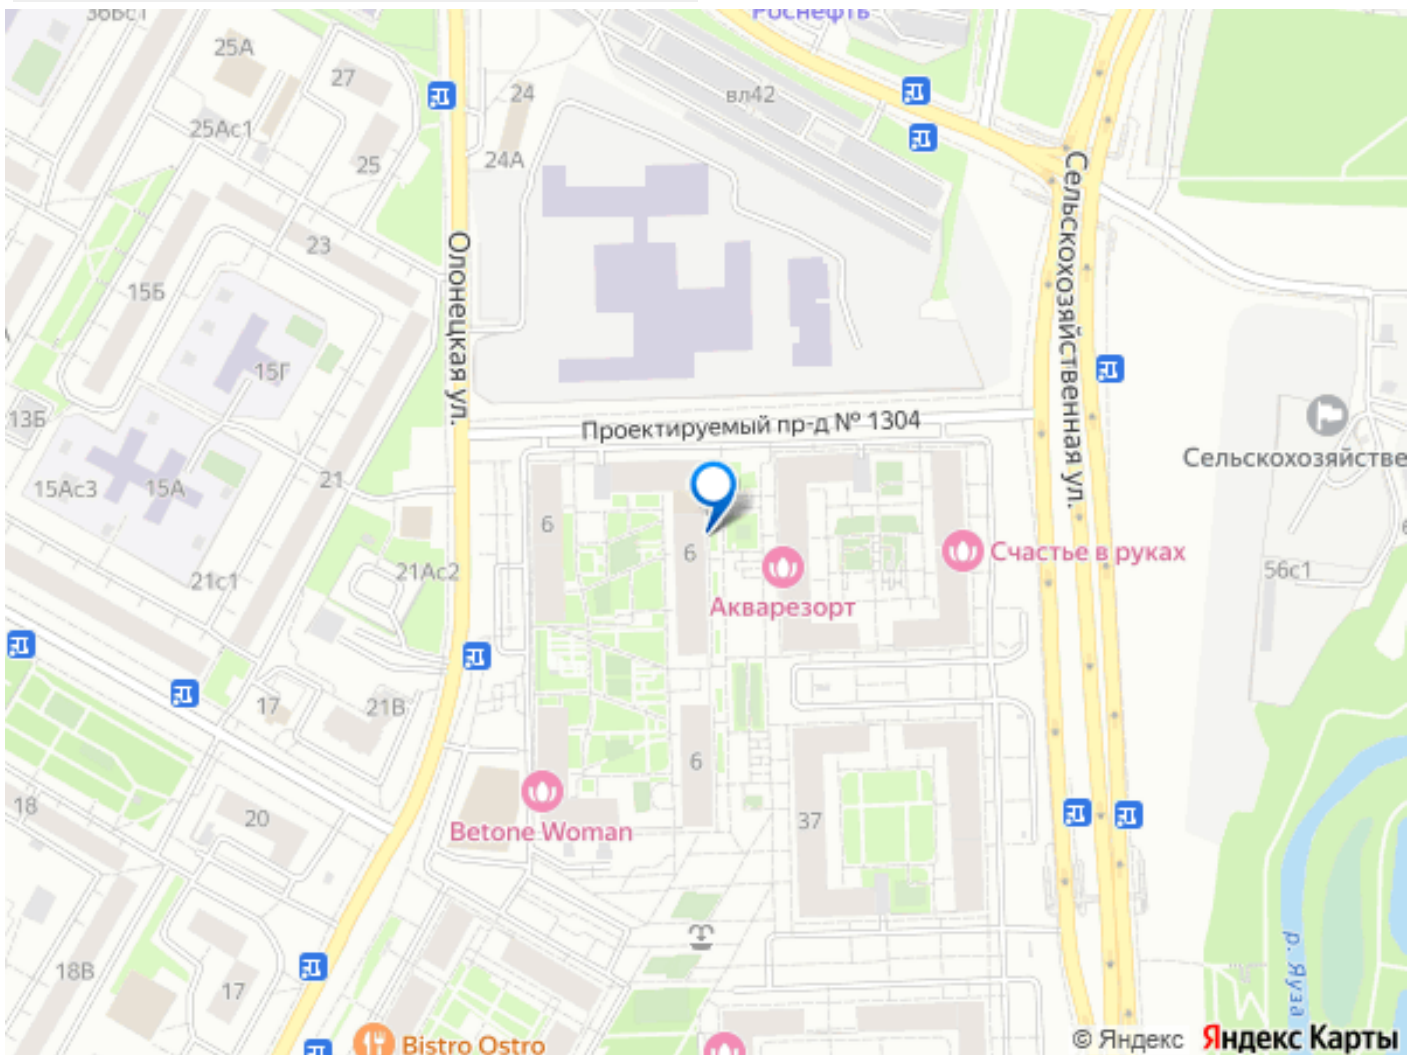 36Вс1
Роснефть
25А
27
24
вл42
25Ас1
25
24А
Сельскохозяйственная ул.
Олонецкая ул.
23
15Б
15Г
13Б
Проектируемый пр-д № 1304
Сельскохозяйстве
15Ас3
15А
21
6
6
Счастье в руках
21с1
21Ас2
56с1
Акварезорт
17
21В
6
18
20
37
Betone Woman
18В
17
р. Яуза
Bistro Ostro
© Яндекс Яндекс Карты